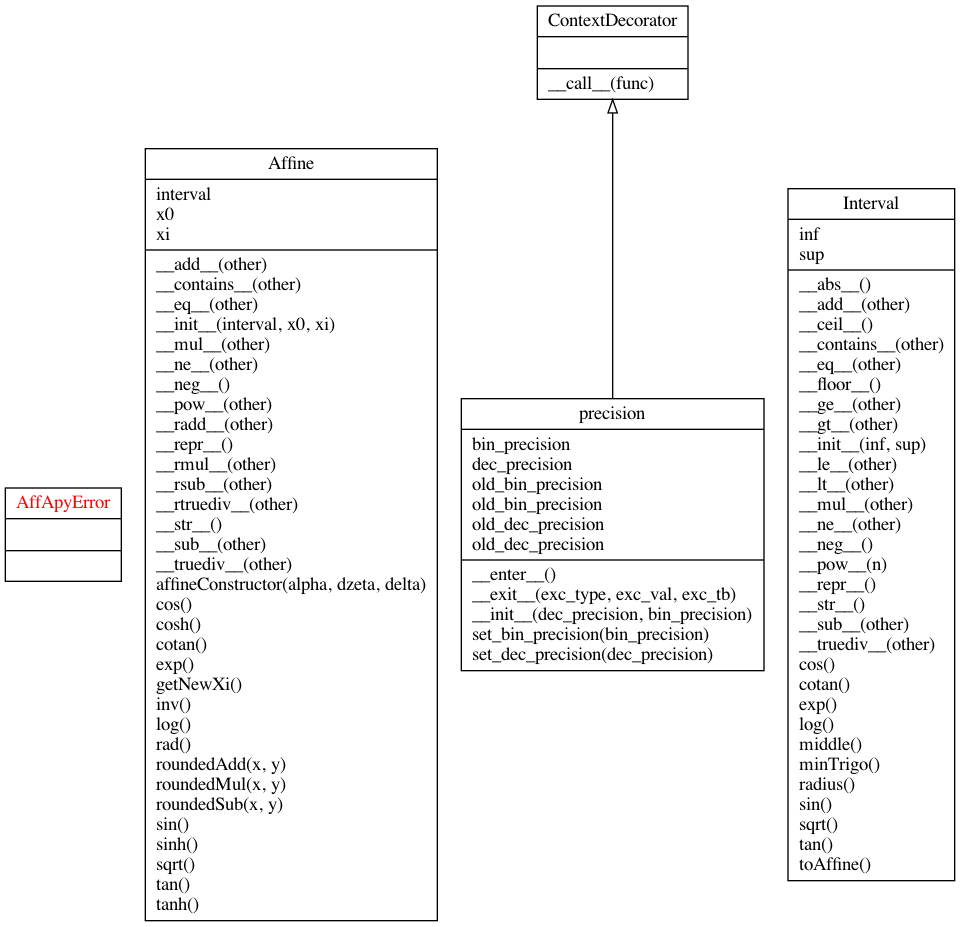 ContextDecorator
__call__(func)
Affine
interval
x0
xi
__add__(other)
__contains__(other)
__eq__(other)
__init__(interval, x0, xi)
__mul__(other)
__ne__(other)
__neg__()
__pow__(other)
__radd__(other)
__repr__()
__rmul__(other)
__rsub__(other)
__rtruediv__(other)
__str__()
__sub__(other)
__truediv__(other)
affineConstructor(alpha, dzeta, delta)
cos()
cosh()
cotan()
exp()
getNewXi()
inv()
log()
rad()
roundedAdd(x, y)
roundedMul(x, y)
roundedSub(x, y)
sin()
sinh()
sqrt()
tan()
tanh()
Interval
inf
sup
__abs__()
__add__(other)
__ceil__()
__contains__(other)
__eq__(other)
__floor__()
__ge__(other)
__gt__(other)
__init__(inf, sup)
__le__(other)
__lt__(other)
__mul__(other)
__ne__(other)
__neg__()
__pow__(n)
__repr__()
__str__()
__sub__(other)
__truediv__(other)
cos()
cotan()
exp()
log()
middle()
minTrigo()
radius()
sin()
sqrt()
tan()
toAffine()
precision
bin_precision
dec_precision
old_bin_precision
old_bin_precision
old_dec_precision
old_dec_precision
__enter__()
__exit__(exc_type, exc_val, exc_tb)
__init__(dec_precision, bin_precision)
set_bin_precision(bin_precision)
set_dec_precision(dec_precision)
AffApyError